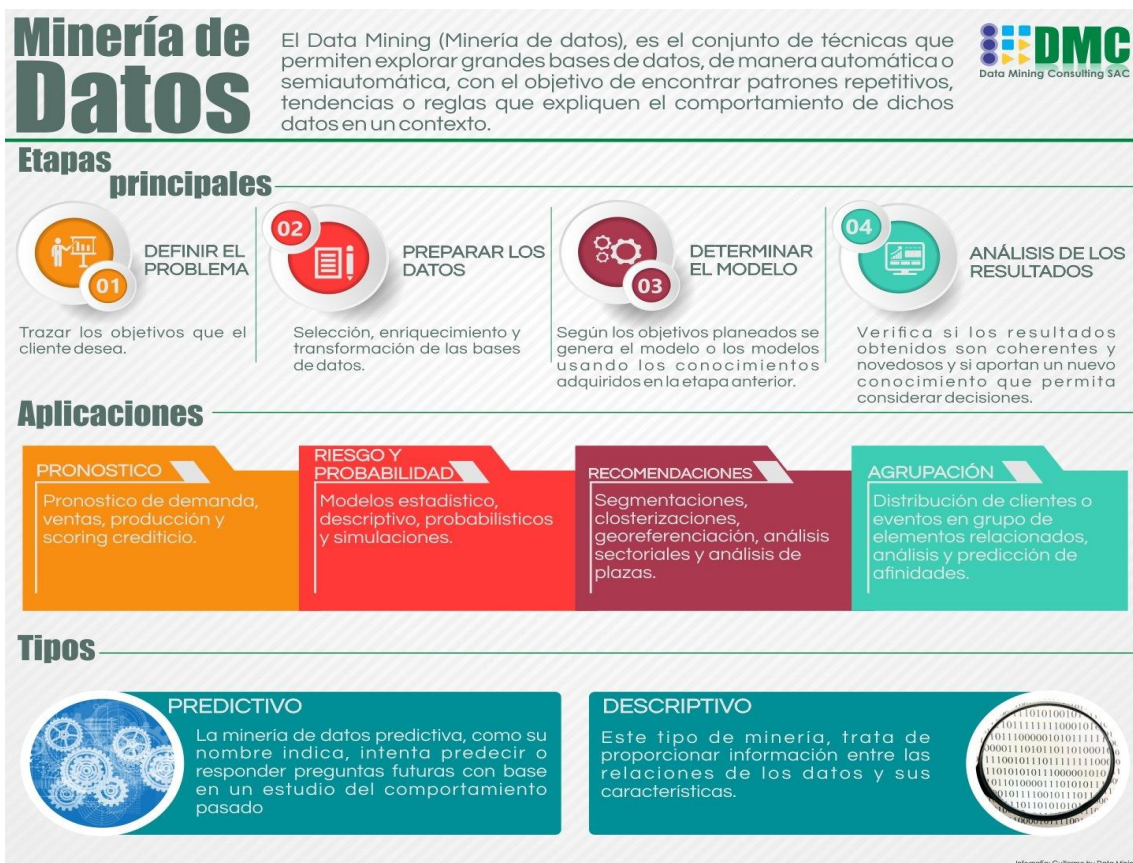 Minería de
Datos
El Data Mining (Minería de datos), es el conjunto de técnicas que
permiten explorar grandes bases de datos, de manera automática o
semiautomática, con el objetivo de encontrar patrones repetitivos,
tendencias o reglas que expliquen el comportamiento de dichos
datos en un contexto.
DMC
Data Mining Consulting SAC
Etapas
principales
01
DEFINIR EL
PROBLEMA
Trazar los objetivos que el
cliente desea.
02
PREPARAR LOS
DATOS
Selección, enriquecimiento y
transformación de las bases
de datos.
03
DETERMINAR
EL MODELO
Según los objetivos planeados se
genera el modelo o los modelos
usando los conocimientos
adquiridos en la etapa anterior.
04
ANÁLISIS DE LOS
RESULTADOS
Verifica si los resultados
obtenidos son coherentes y
novedosos y si aportan un nuevo
conocimiento que permita
considerar decisiones.
Aplicaciones
PRONOSTICO
Pronostico de demanda,
ventas, producción y
scoring crediticio.
RIESGO Y
PROBABILIDAD
Modelos estadístico,
descriptivo, probabilísticos
y simulaciones.
RECOMENDACIONES
Segmentaciones,
closterizaciones,
georeferenciación, análisis
sectoriales y análisis de
plazas.
AGRUPACIÓN
Distribución de clientes o
eventos en grupo de
elementos relacionados,
análisis y predicción de
afinidades.
Tipos
PREDICTIVO
La minería de datos predictiva, como su
nombre indica, intenta predecir o
responder preguntas futuras con base
en un estudio del comportamiento
pasado
DESCRIPTIVO
Este tipo de minería, trata de
proporcionar información entre las
relaciones de los datos y sus
características.